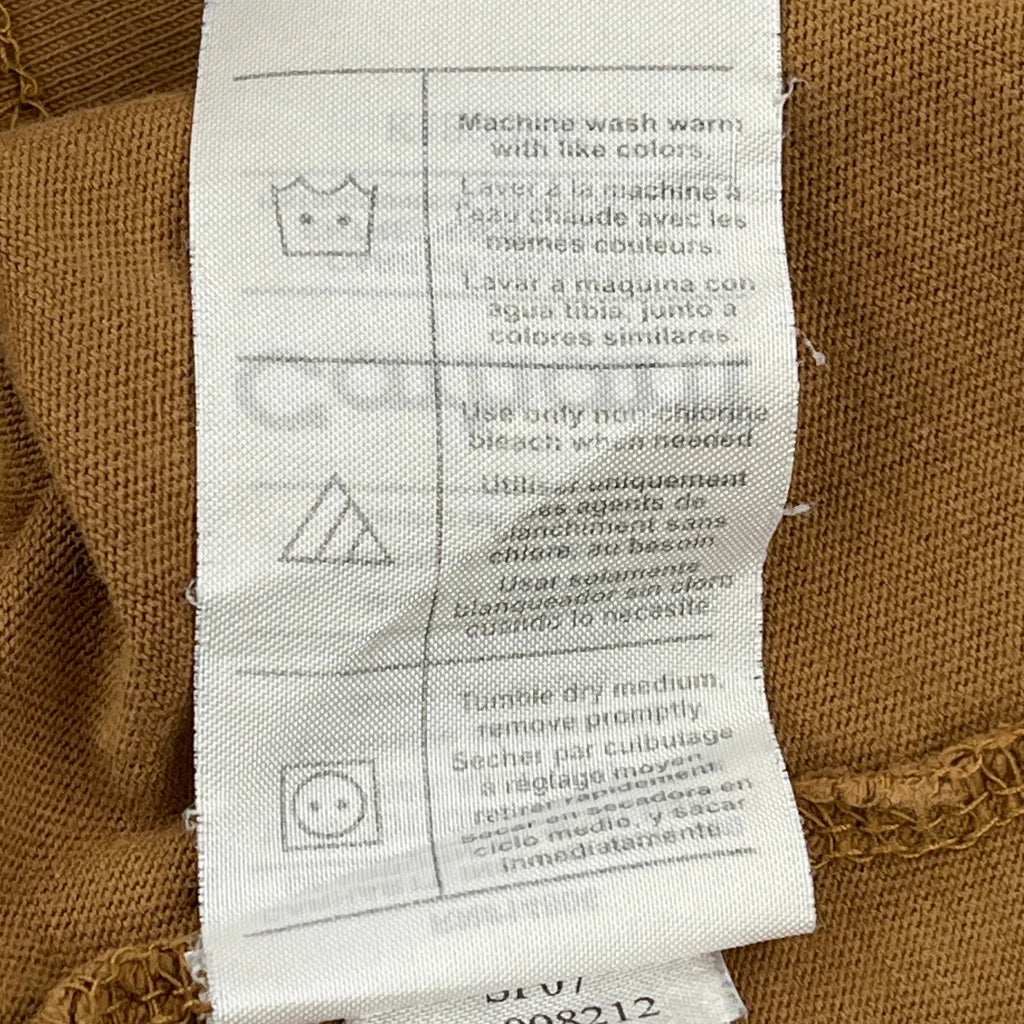 Machine wash warm
with like colors.
Laver à la machine à
l'eau chaude avec les
mêmes couleurs.
Lavar a maquina con
agua tibia, junto a
colores similares.
Use only non-chlorine
bleach when needed.
Utiliser uniquement
agents de
blanchiment sans
chlore, au besoin
Usar solamente
blanqueador sin cloro
cuando lo necesite
Tumble dry medium,
remove promptly
Secher par culbutage
à réglage moyen
retirer rapidement.
Secar en secadora en
ciclo medio, y sacar
inmediatamente.
SP07
098212